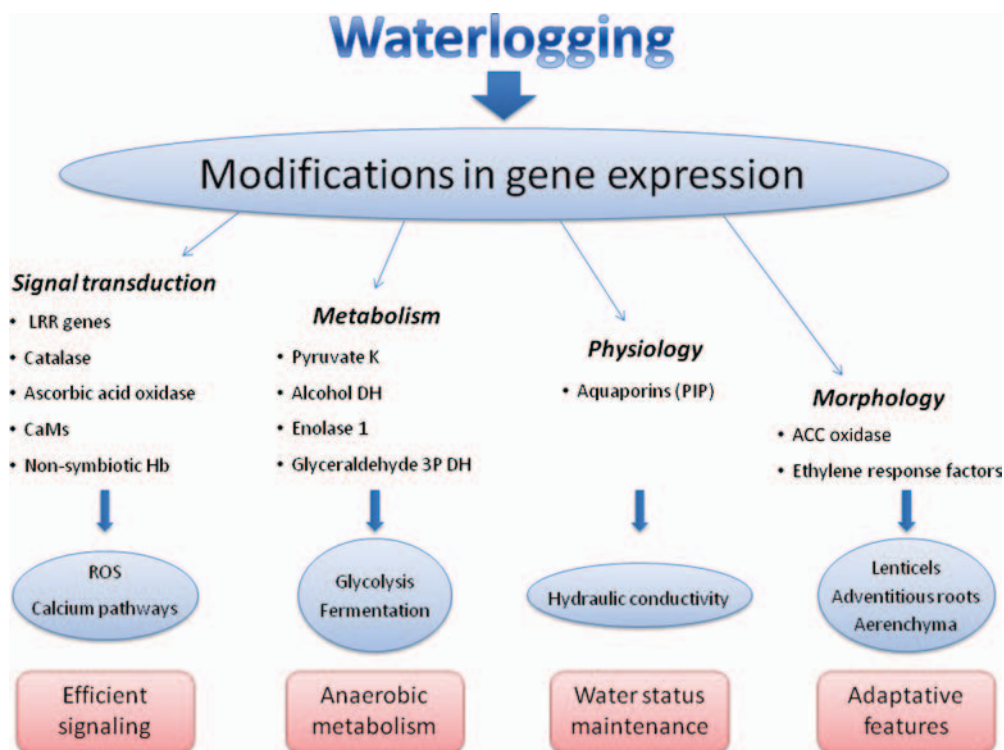 Waterlogging
Modifications in gene expression
Signal transduction
• LRR genes
• Catalase
• Ascorbic acid oxidase
• CaMs
• Non-symbiotic Hb
ROS
Calcium pathways
Efficient
signaling
Metabolism
• Pyruvate K
• Alcohol DH
• Enolase 1
• Glyceraldehyde 3P DH
Glycolysis
Fermentation
Anaerobic
metabolism
Physiology
• Aquaporins (PIP)
Hydraulic conductivity
Water status
maintenance
Morphology
• ACC oxidase
• Ethylene response factors
Lenticels
Adventitious roots
Aerenchyma
Adaptative
features